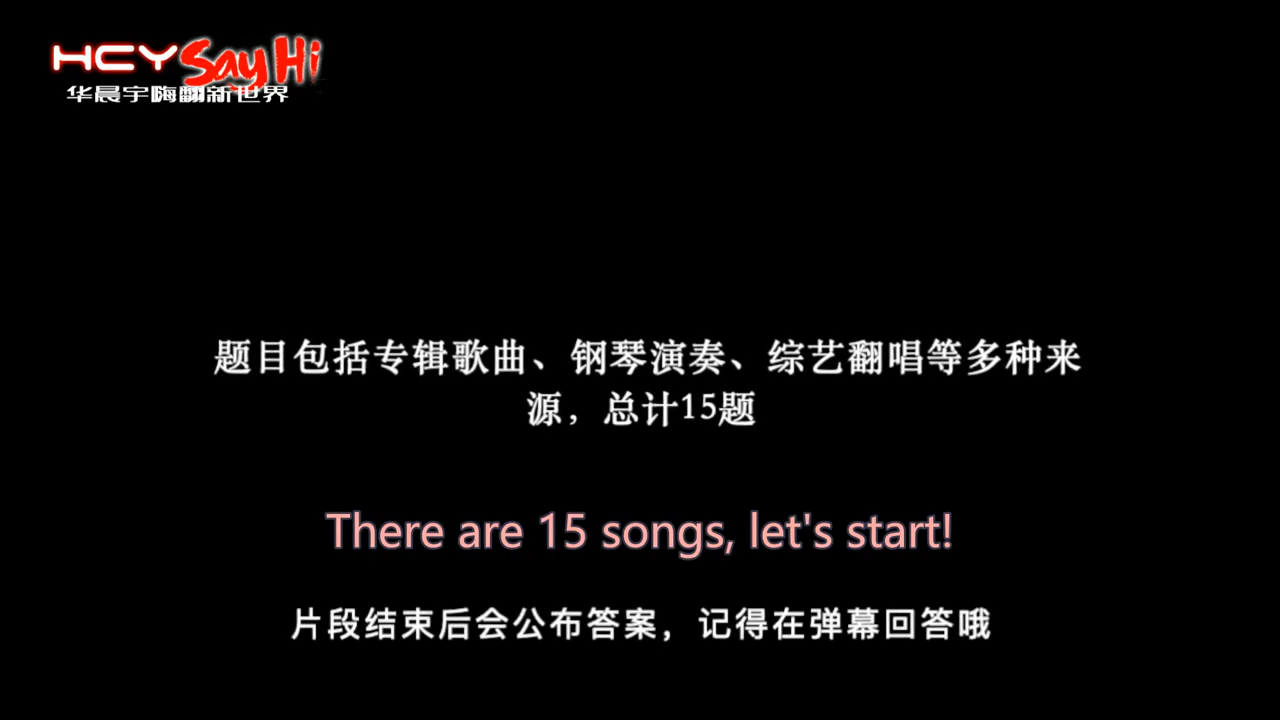 HCY Say Hi
华晨宇嗨翻新世界
题目包括专辑歌曲、钢琴演奏、综艺翻唱等多种来
源，总计15题
There are 15 songs, let's start!
片段结束后会公布答案，记得在弹幕回答哦